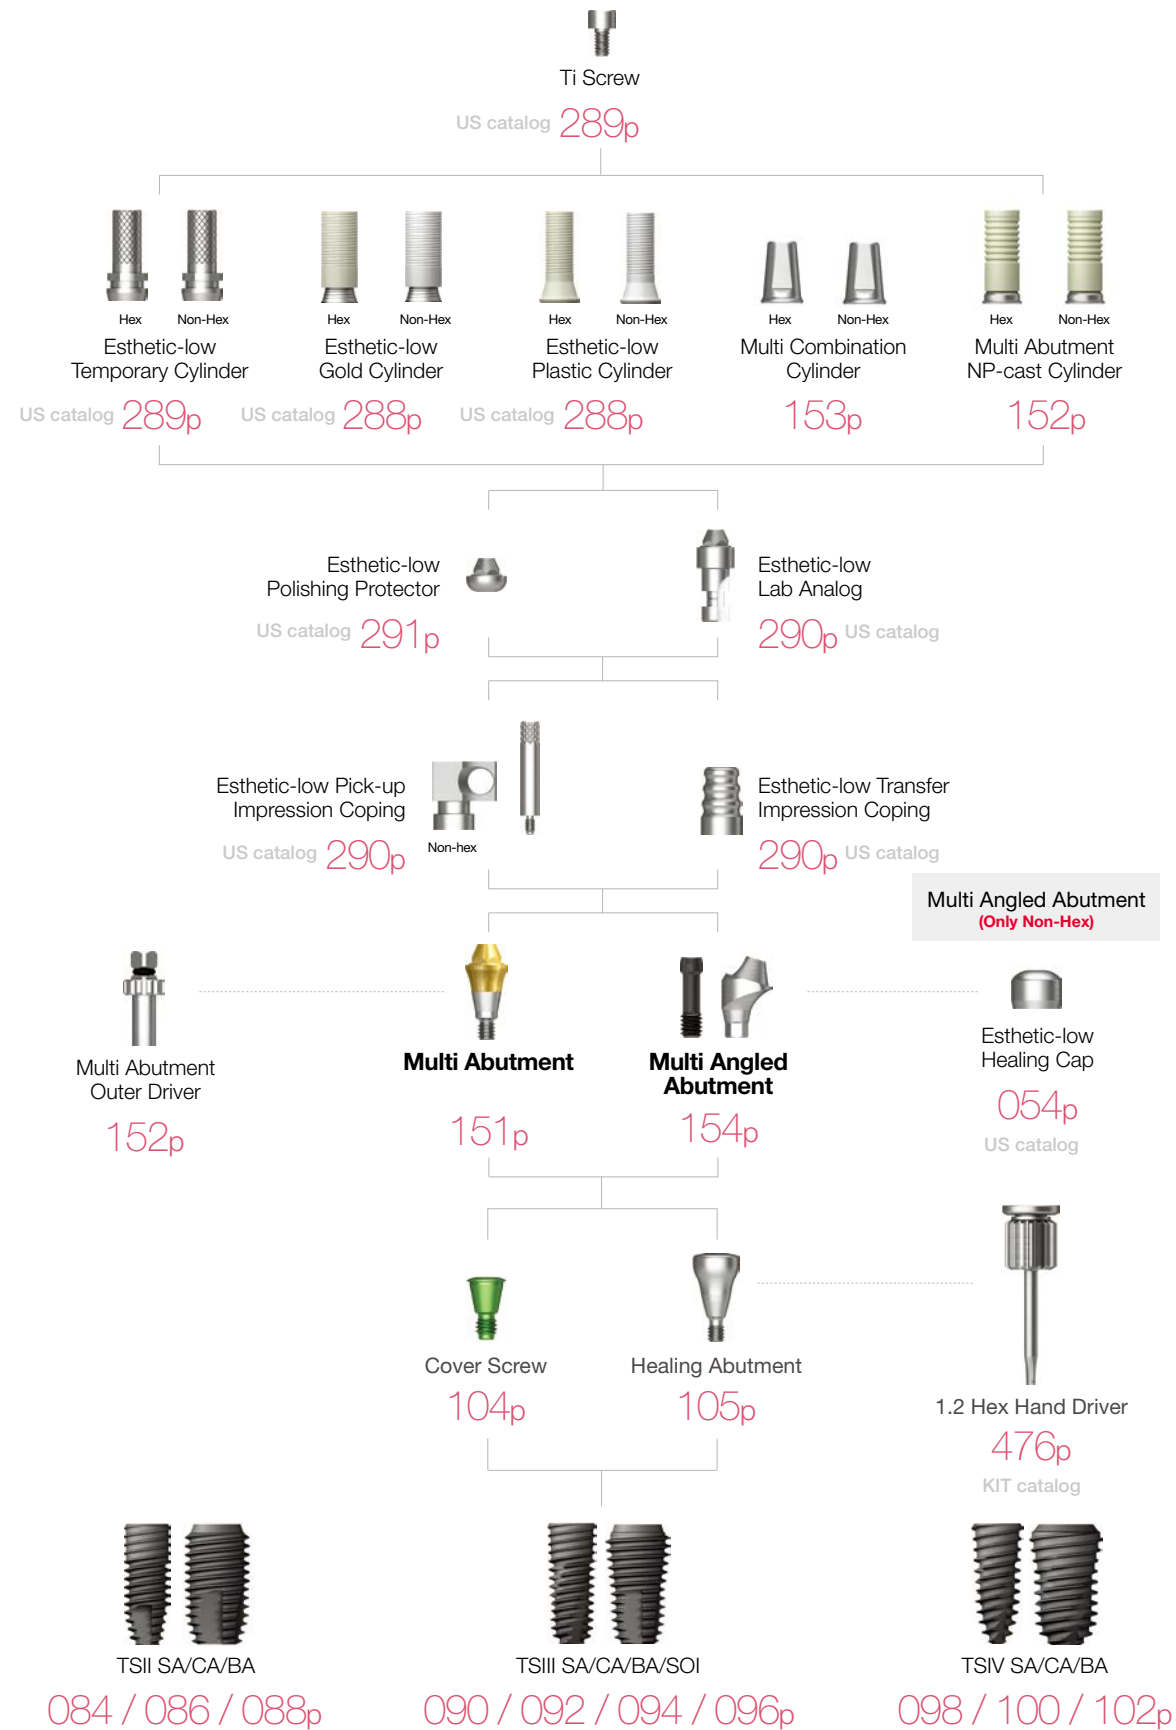 Ti Screw
US catalog 289p
Hex Non-Hex Hex Non-Hex Hex Non-Hex Hex Non-Hex Hex Non-Hex
Esthetic-low
Temporary Cylinder
US catalog 289p
Esthetic-low
Gold Cylinder
US catalog 288p
Esthetic-low
Plastic Cylinder
US catalog 288p
Multi Combination
Cylinder
153p
Multi Abutment
NP-cast Cylinder
152p
Esthetic-low
Polishing Protector
US catalog 291p
Esthetic-low
Lab Analog
290p US catalog
Esthetic-low Pick-up
Impression Coping
US catalog 290p
Non-hex
Esthetic-low Transfer
Impression Coping
290p US catalog
Multi Angled Abutment
(Only Non-Hex)
Multi Abutment
Outer Driver
152p
Multi Abutment
151p
Multi Angled
Abutment
154p
Esthetic-low
Healing Cap
054p
US catalog
Cover Screw
104p
Healing Abutment
105p
1.2 Hex Hand Driver
476p
KIT catalog
TSII SA/CA/BA
084 / 086 / 088p
TSIII SA/CA/BA/SOI
090 / 092 / 094 / 096p
TSIV SA/CA/BA
098 / 100 / 102p